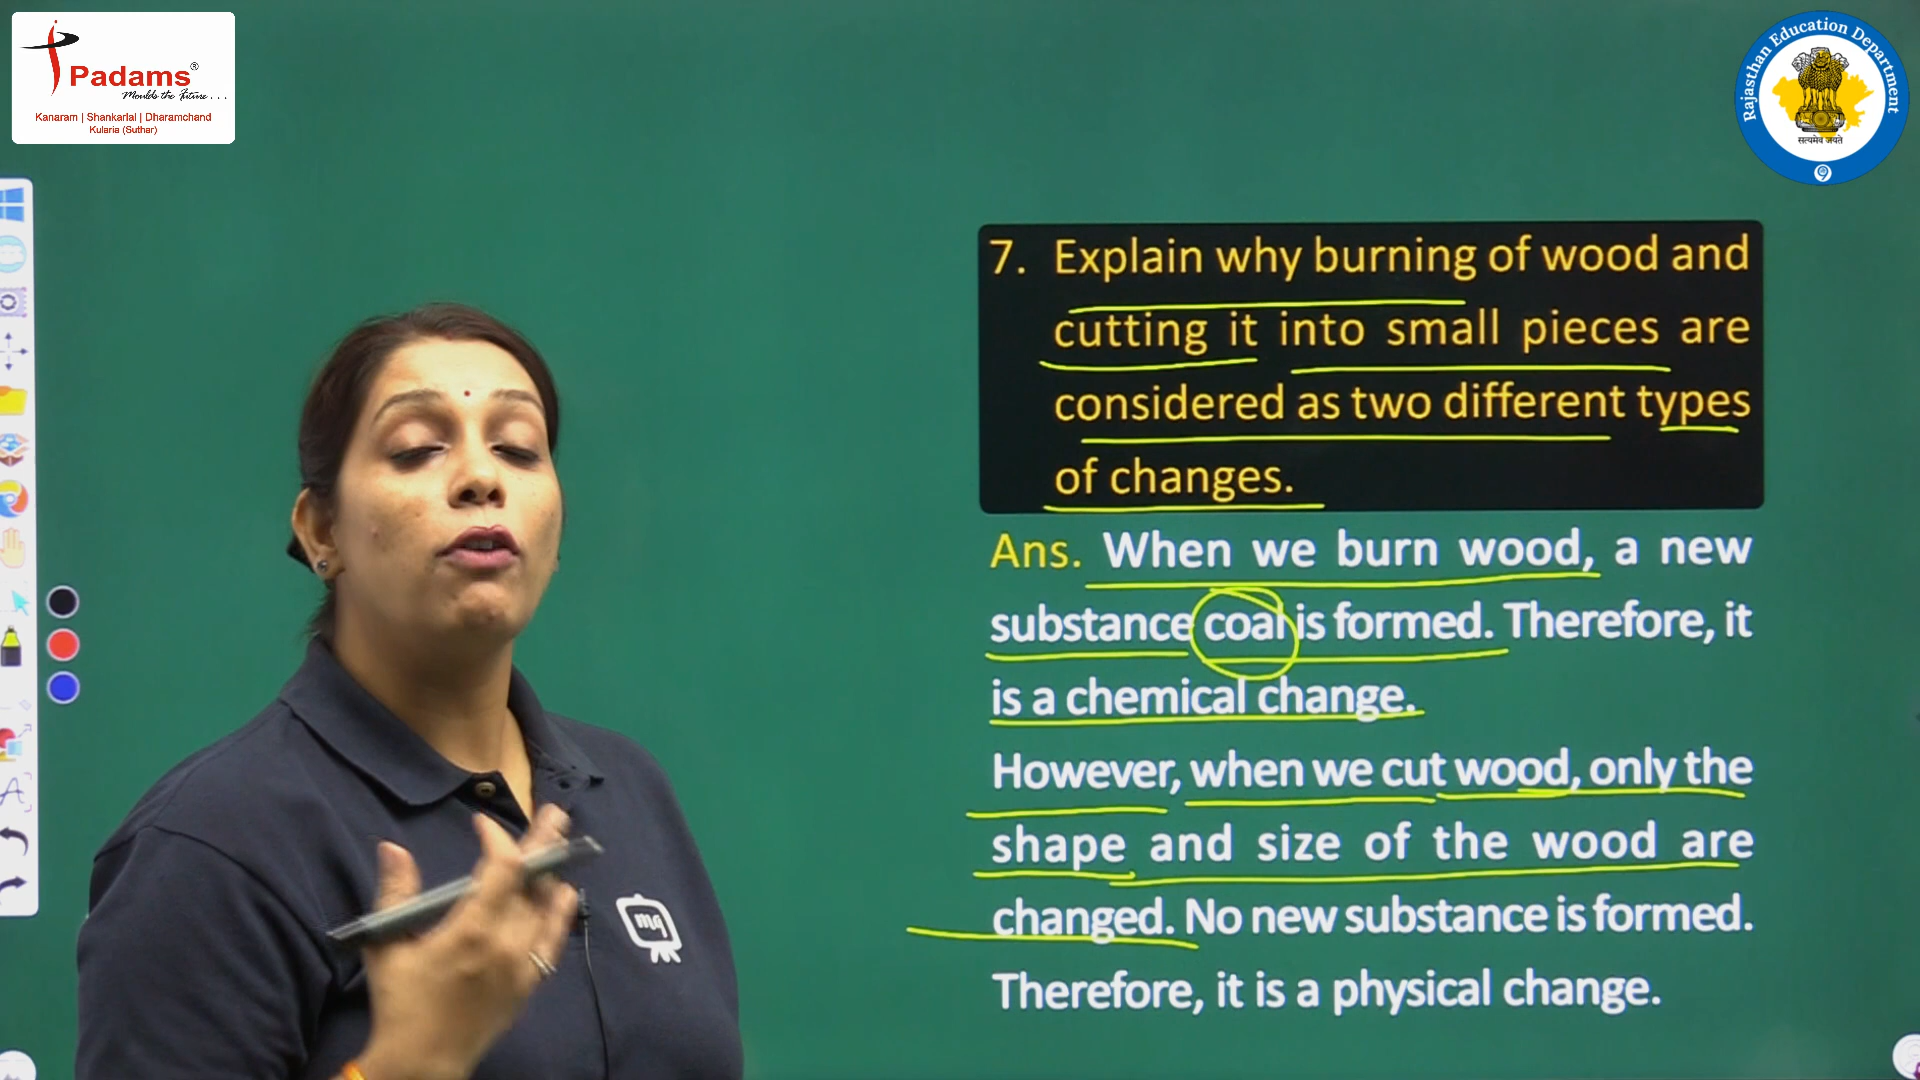 Padams®
Moulds the Future...
Kanaram | Shankarlal | Dharamchand
Kularia (Suthar)
Rajasthan Education Department
सत्यमेव जयते
7. Explain why burning of wood and
cutting it into small pieces are
considered as two different types
of changes.
Ans. When we burn wood, a new
substance coal is formed. Therefore, it
is a chemical change.
However, when we cut wood, only the
shape and size of the wood are
changed. No new substance is formed.
Therefore, it is a physical change.
mq